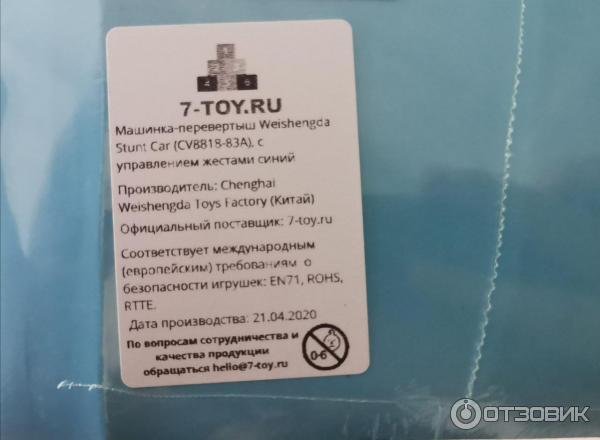 7-TOY.RU
Машинка-перевертыш Weishengda
Stunt Car (CV8818-83A), с
управлением жестами синий
Производитель: Chenghai
Weishengda Toys Factory (Китай)
Официальный поставщик: 7-toy.ru
Соответствует международным
(европейским) требованиям о
безопасности игрушек: EN71, ROHS,
RTTE.
Дата производства: 21.04.2020
По вопросам сотрудничества и
качества продукции
обращаться hello@7-toy.ru
0-6
ОТЗОВИК